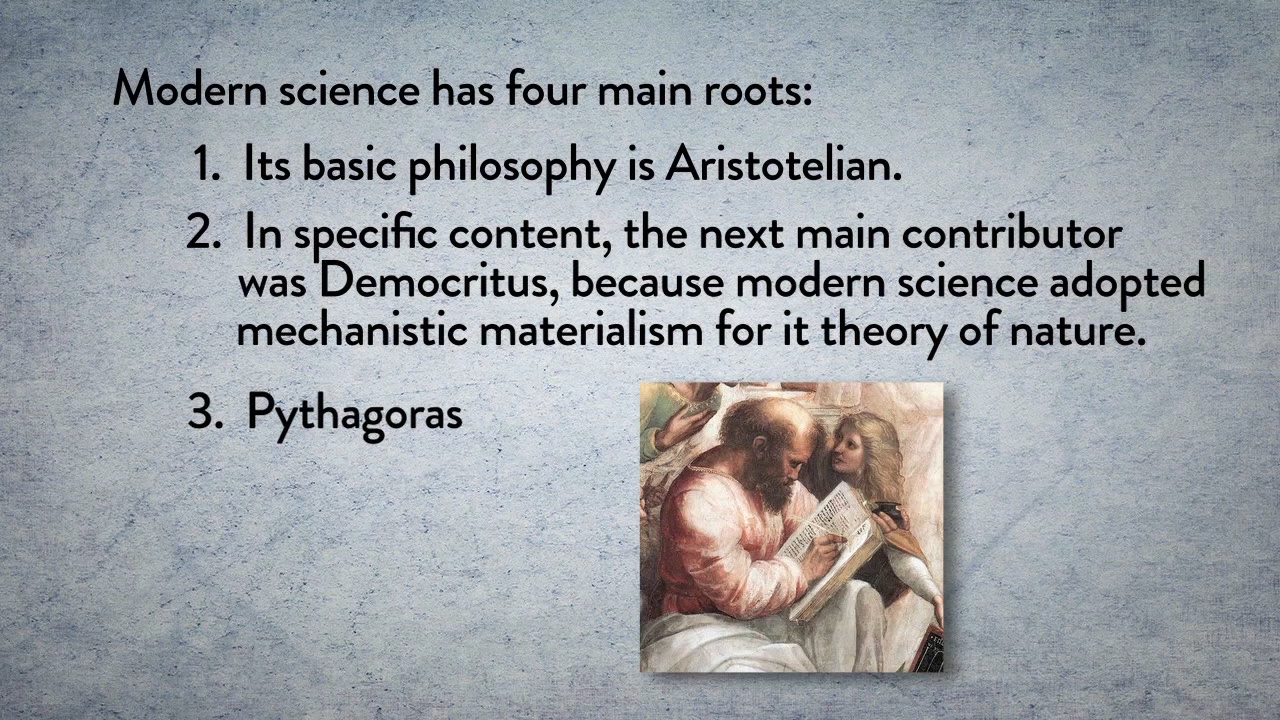 Modern science has four main roots:
1. Its basic philosophy is Aristotelian.
2. In specific content, the next main contributor
was Democritus, because modern science adopted
mechanistic materialism for it theory of nature.
3. Pythagoras